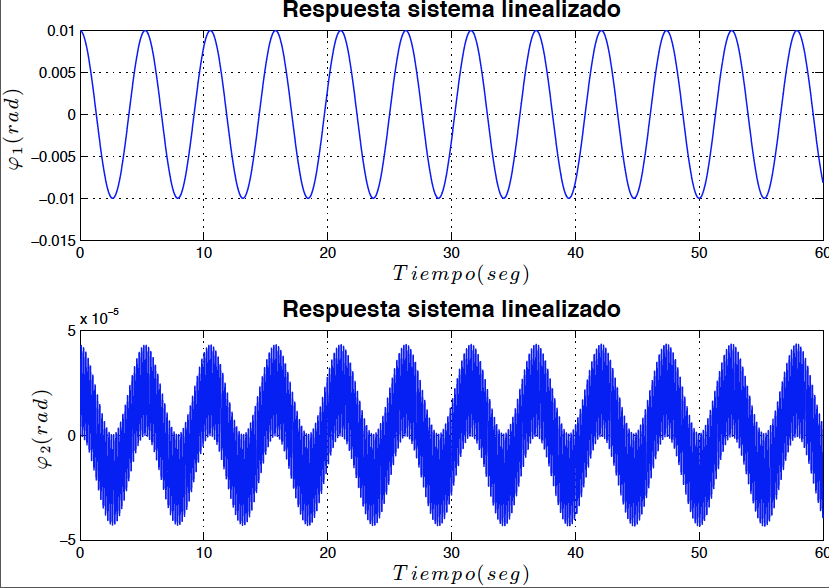 Respuesta sistema linealizado
0.01
0.005
0
−0.005
−0.01
−0.015
φ1(rad)
0 10 20 30 40 50 60
Tiempo(seg)
Respuesta sistema linealizado
x 10⁻⁵
5
0
−5
φ2(rad)
0 10 20 30 40 50 60
Tiempo(seg)